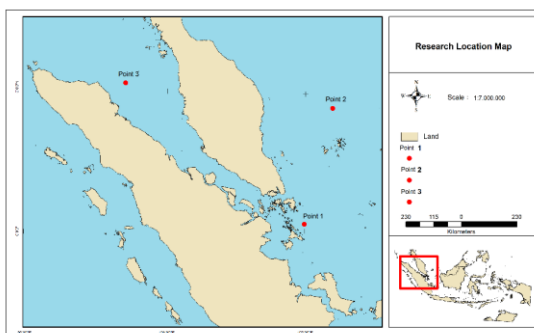 Point 3
Point 2
Point 1
Research Location Map
N
W
E
S
Scale : 1:7.000.000
Land
Point 1
Point 2
Point 3
230 115 0 230
Kilometers